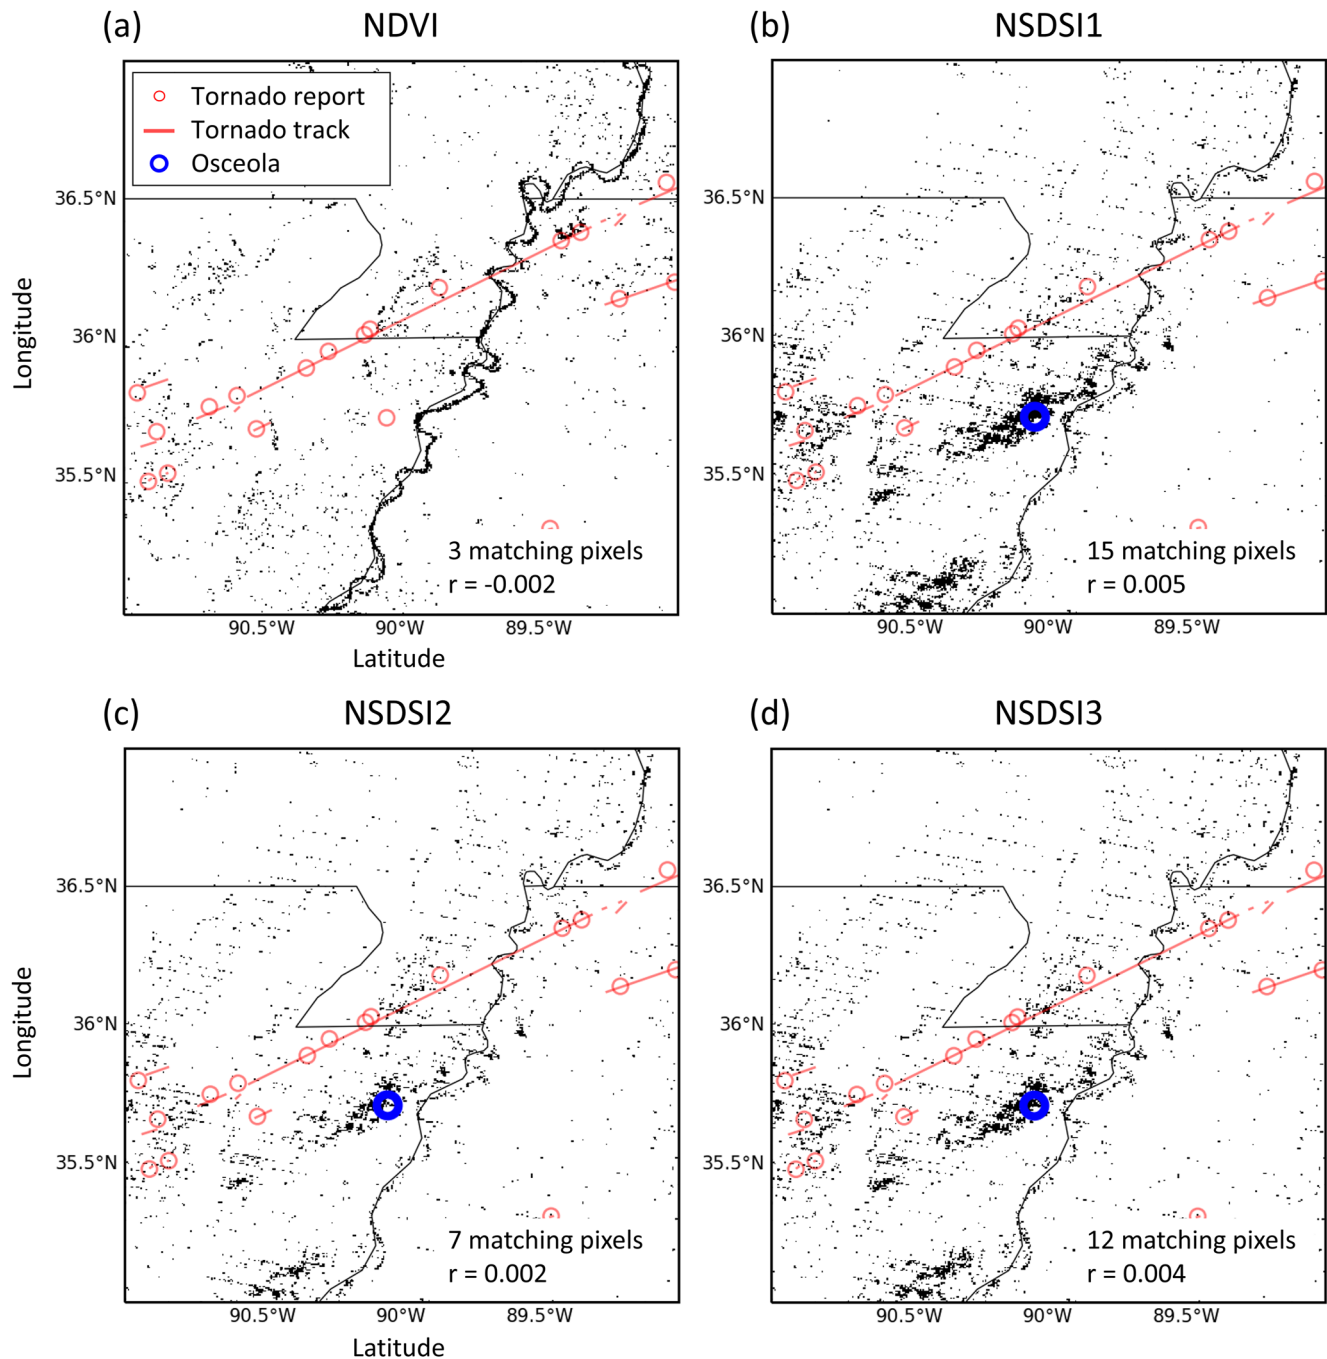 (a) NDVI
Tornado report
Tornado track
Osceola
36.5°N
36°N
35.5°N
Longitude
3 matching pixels
r = -0.002
90.5°W 90°W 89.5°W
Latitude
(b) NSDSI1
36.5°N
36°N
35.5°N
15 matching pixels
r = 0.005
90.5°W 90°W 89.5°W
(c) NSDSI2
36.5°N
36°N
35.5°N
Longitude
7 matching pixels
r = 0.002
90.5°W 90°W 89.5°W
Latitude
(d) NSDSI3
36.5°N
36°N
35.5°N
12 matching pixels
r = 0.004
90.5°W 90°W 89.5°W